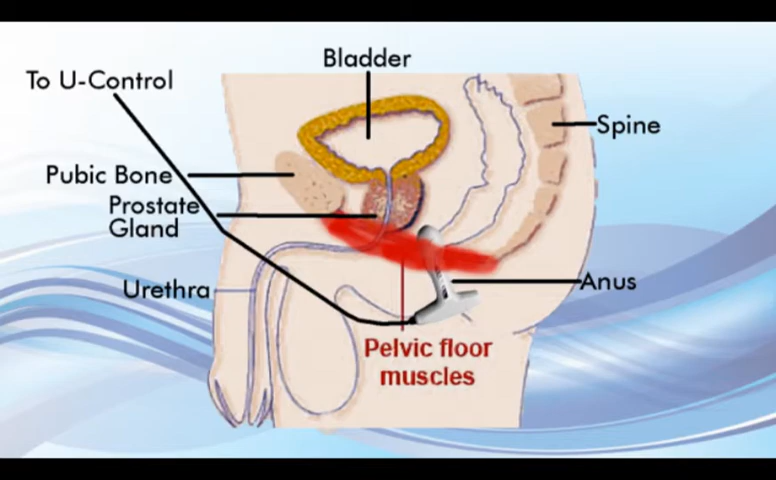 Bladder
To U-Control
Spine
Pubic Bone
Prostate
Gland
Anus
Urethra
Pelvic floor
muscles